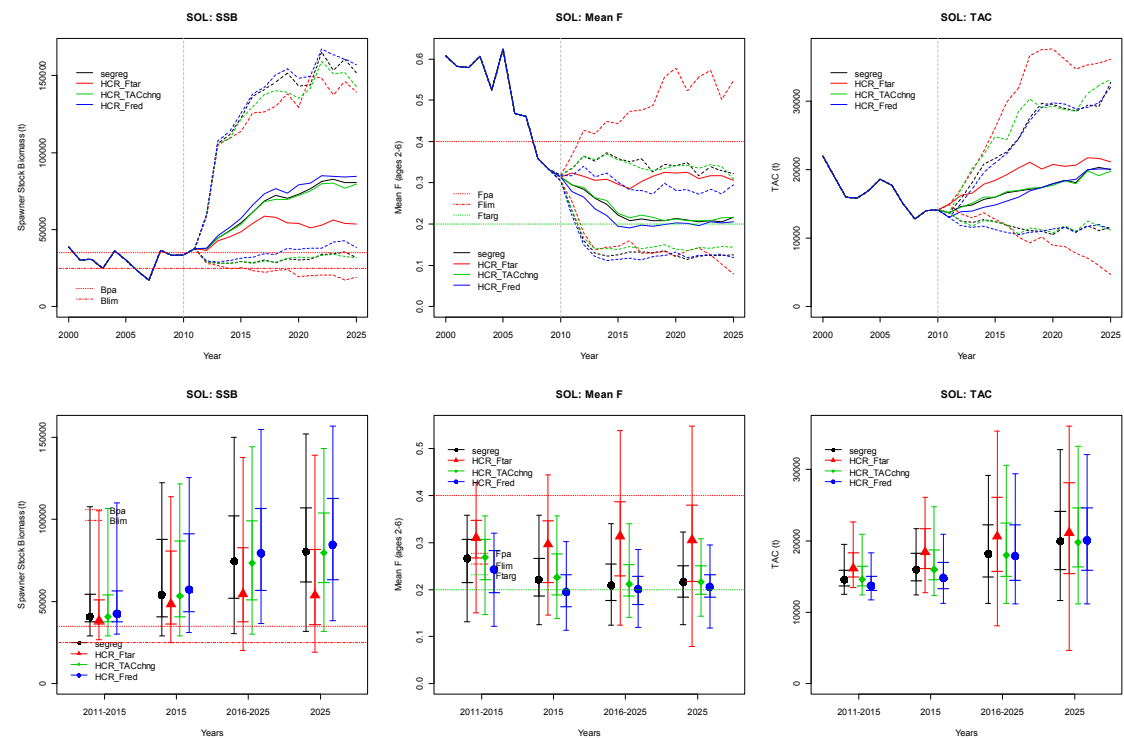 SOL: SSB
Spawner Stock Biomass (t)
0
50000
100000
150000
segreg
HCR_Ftar
HCR_TACchng
HCR_Fred
Bpa
Blim
2000
2005
2010
2015
2020
2025
Year
SOL: Mean F
Mean F (ages 2-6)
0.0
0.1
0.2
0.3
0.4
0.5
0.6
Fpa
Flim
Ftarg
segreg
HCR_Ftar
HCR_TACchng
HCR_Fred
2000
2005
2010
2015
2020
2025
Year
SOL: TAC
TAC (t)
0
10000
20000
30000
segreg
HCR_Ftar
HCR_TACchng
HCR_Fred
2000
2005
2010
2015
2020
2025
Year
SOL: SSB
Spawner Stock Biomass (t)
0
50000
100000
150000
Bpa
Blim
segreg
HCR_Ftar
HCR_TACchng
HCR_Fred
2011-2015
2015
2016-2025
2025
Years
SOL: Mean F
Mean F (ages 2-6)
0.0
0.1
0.2
0.3
0.4
0.5
segreg
HCR_Ftar
HCR_TACchng
HCR_Fred
Fpa
Flim
Ftarg
2011-2015
2015
2016-2025
2025
Years
SOL: TAC
TAC (t)
0
10000
20000
30000
segreg
HCR_Ftar
HCR_TACchng
HCR_Fred
2011-2015
2015
2016-2025
2025
Years